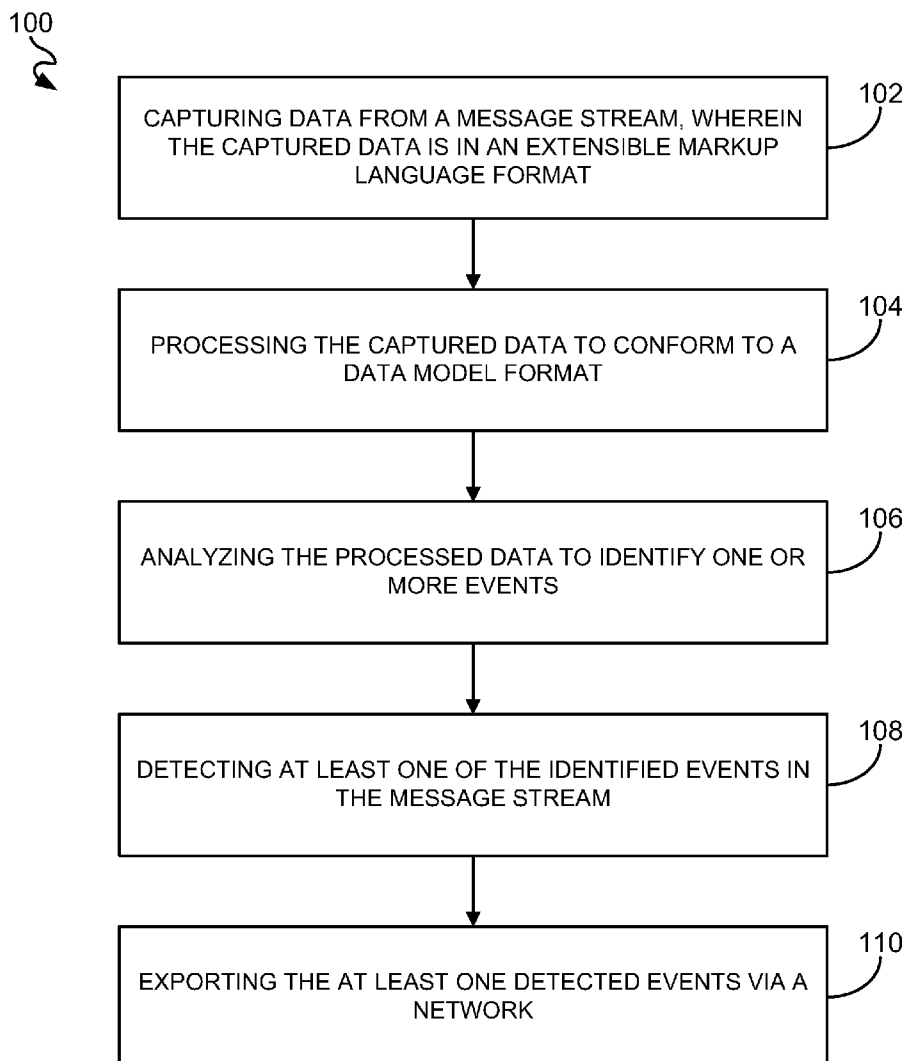 100
102
CAPTURING DATA FROM A MESSAGE STREAM, WHEREIN
THE CAPTURED DATA IS IN AN EXTENSIBLE MARKUP
LANGUAGE FORMAT
104
PROCESSING THE CAPTURED DATA TO CONFORM TO A
DATA MODEL FORMAT
106
ANALYZING THE PROCESSED DATA TO IDENTIFY ONE OR
MORE EVENTS
108
DETECTING AT LEAST ONE OF THE IDENTIFIED EVENTS IN
THE MESSAGE STREAM
110
EXPORTING THE AT LEAST ONE DETECTED EVENTS VIA A
NETWORK